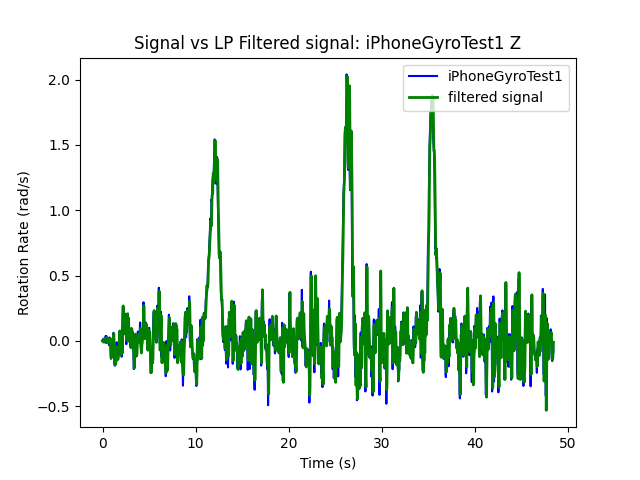 Signal vs LP Filtered signal: iPhoneGyroTest1 Z
iPhoneGyroTest1
filtered signal
Rotation Rate (rad/s)
2.0
1.5
1.0
0.5
0.0
−0.5
0 10 20 30 40 50
Time (s)